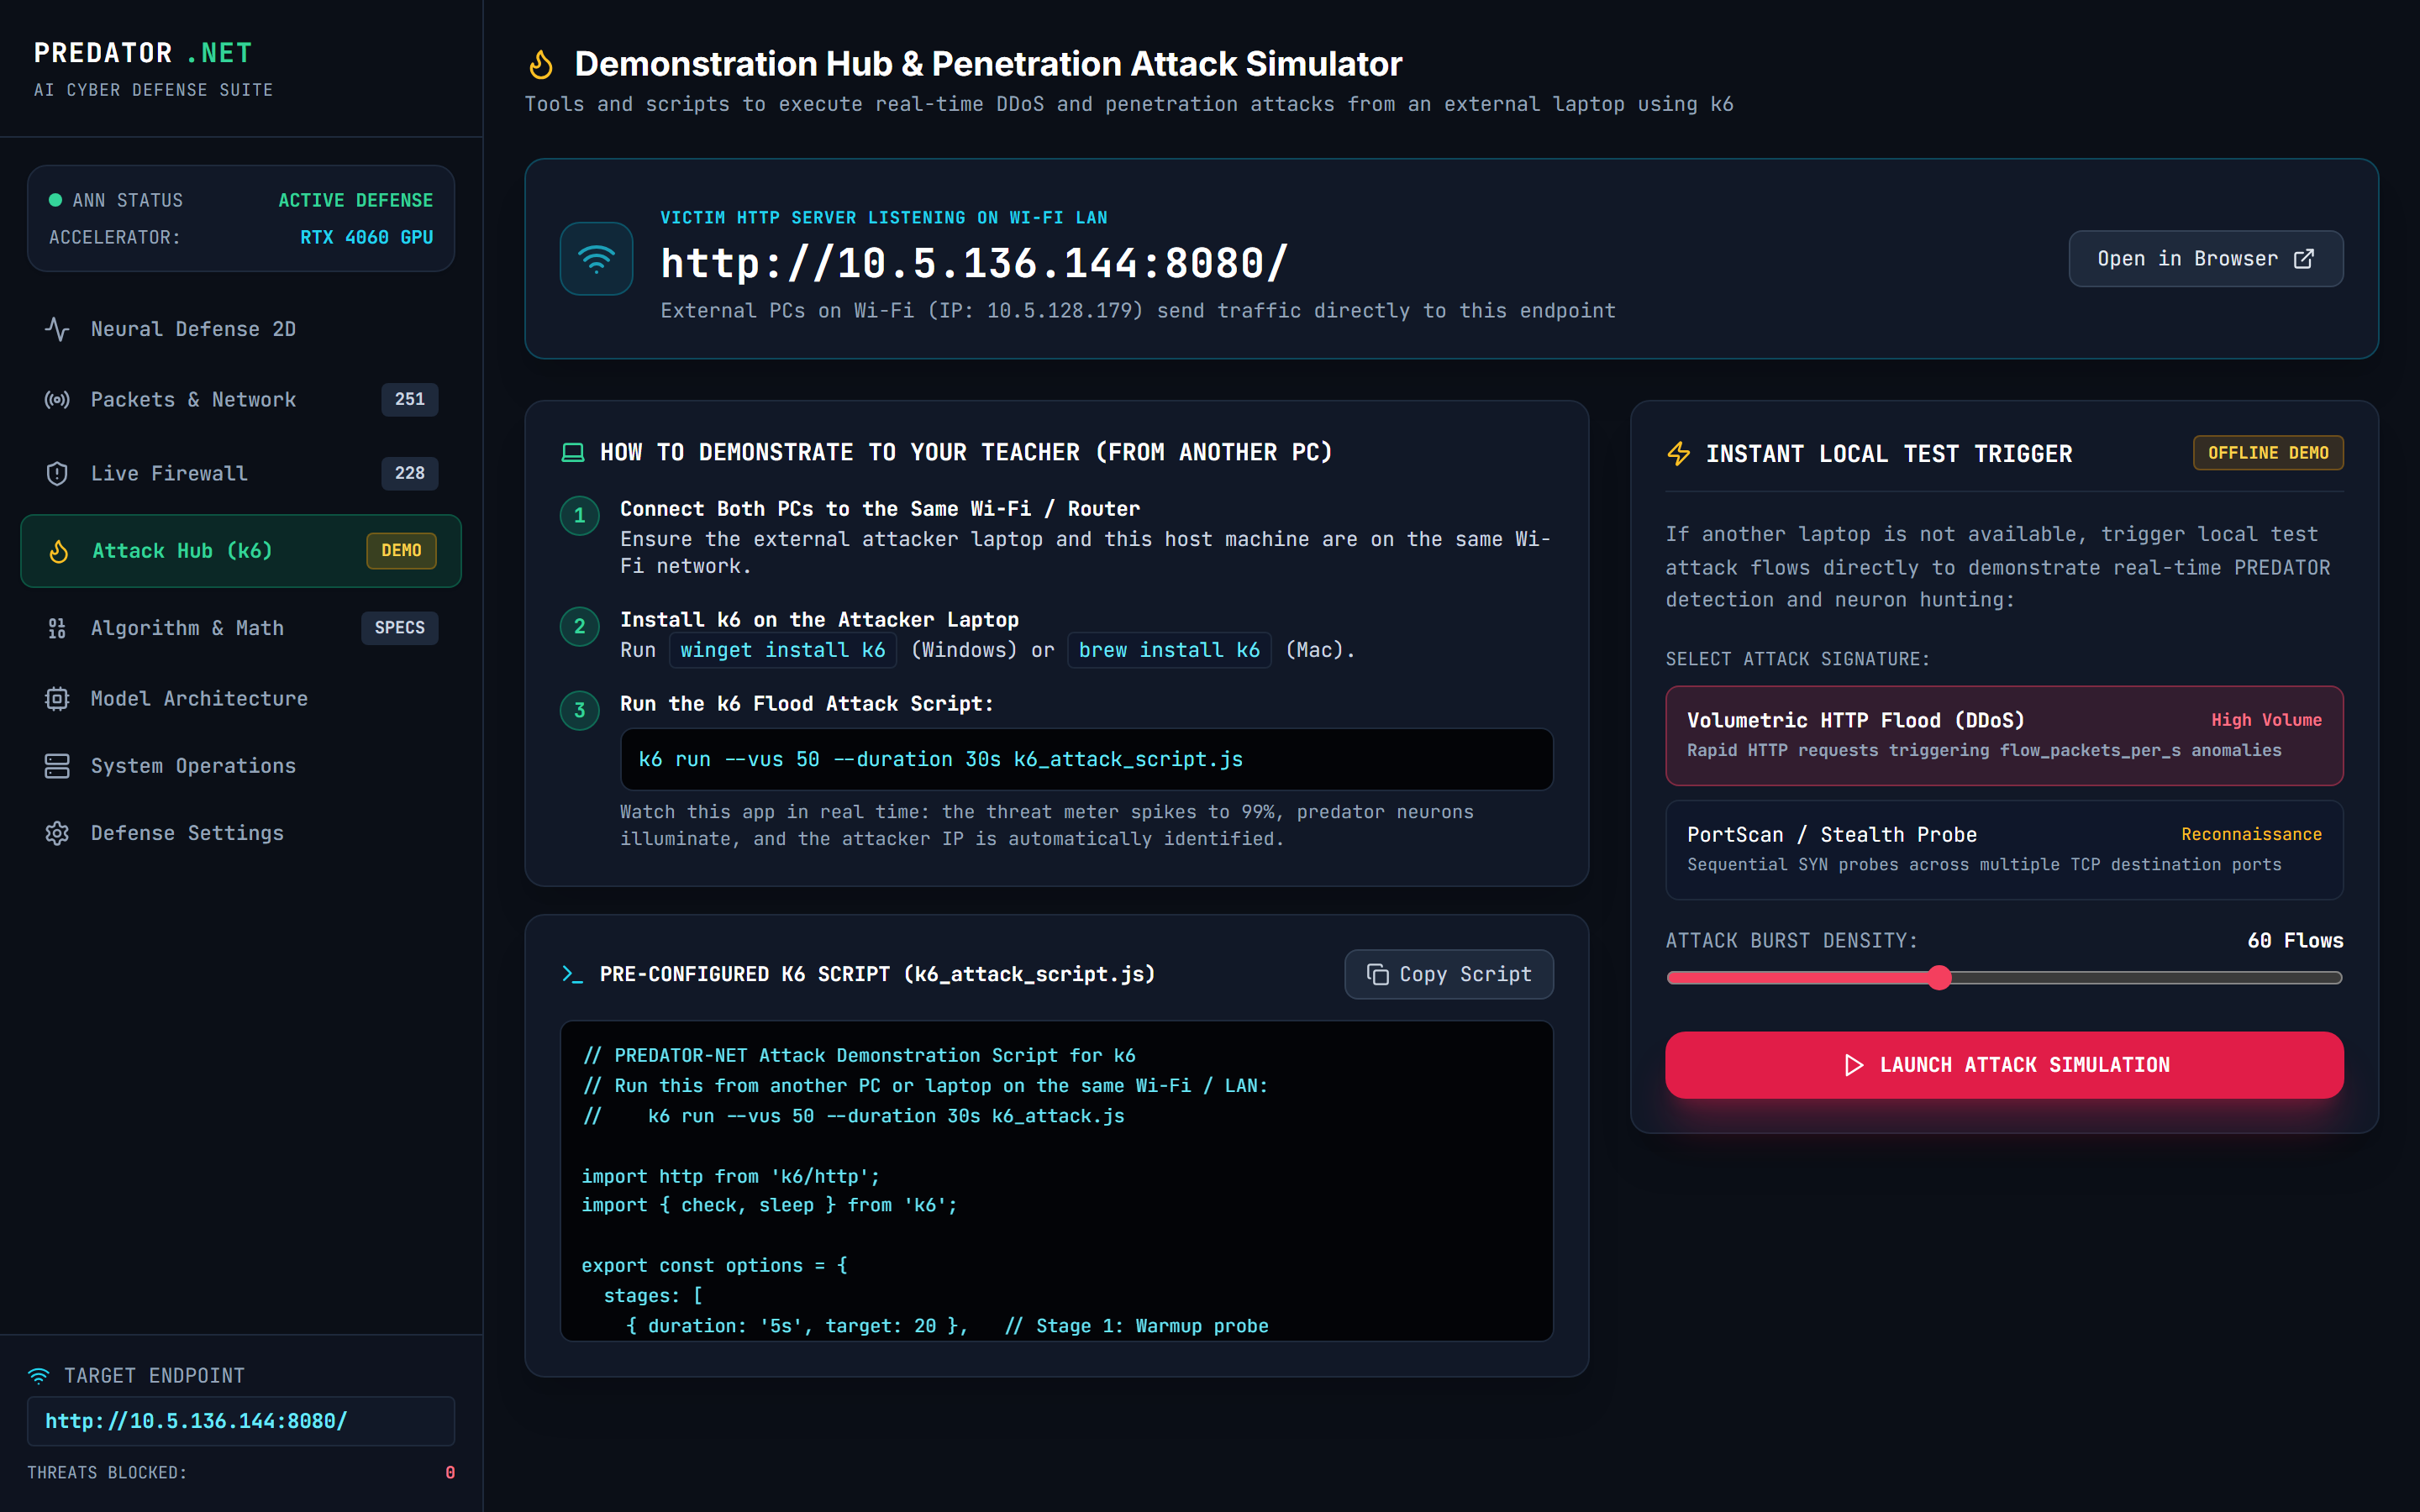 PREDATOR .NET
AI CYBER DEFENSE SUITE
ANN STATUS ACTIVE DEFENSE
ACCELERATOR: RTX 4060 GPU
Neural Defense 2D
Packets & Network 251
Live Firewall 228
Attack Hub (k6) DEMO
Algorithm & Math SPECS
Model Architecture
System Operations
Defense Settings
TARGET ENDPOINT
http://10.5.136.144:8080/
THREATS BLOCKED: 0
Demonstration Hub & Penetration Attack Simulator
Tools and scripts to execute real-time DDoS and penetration attacks from an external laptop using k6
VICTIM HTTP SERVER LISTENING ON WI-FI LAN
http://10.5.136.144:8080/
External PCs on Wi-Fi (IP: 10.5.128.179) send traffic directly to this endpoint
Open in Browser
HOW TO DEMONSTRATE TO YOUR TEACHER (FROM ANOTHER PC)
1 Connect Both PCs to the Same Wi-Fi / Router
Ensure the external attacker laptop and this host machine are on the same Wi-
Fi network.
2 Install k6 on the Attacker Laptop
Run winget install k6 (Windows) or brew install k6 (Mac).
3 Run the k6 Flood Attack Script:
k6 run --vus 50 --duration 30s k6_attack_script.js
Watch this app in real time: the threat meter spikes to 99%, predator neurons
illuminate, and the attacker IP is automatically identified.
PRE-CONFIGURED K6 SCRIPT (k6_attack_script.js)
Copy Script
// PREDATOR-NET Attack Demonstration Script for k6
// Run this from another PC or laptop on the same Wi-Fi / LAN:
//    k6 run --vus 50 --duration 30s k6_attack.js
import http from 'k6/http';
import { check, sleep } from 'k6';
export const options = {
  stages: [
    { duration: '5s', target: 20 },   // Stage 1: Warmup probe
INSTANT LOCAL TEST TRIGGER
OFFLINE DEMO
If another laptop is not available, trigger local test
attack flows directly to demonstrate real-time PREDATOR
detection and neuron hunting:
SELECT ATTACK SIGNATURE:
Volumetric HTTP Flood (DDoS) High Volume
Rapid HTTP requests triggering flow_packets_per_s anomalies
PortScan / Stealth Probe Reconnaissance
Sequential SYN probes across multiple TCP destination ports
ATTACK BURST DENSITY: 60 Flows
LAUNCH ATTACK SIMULATION